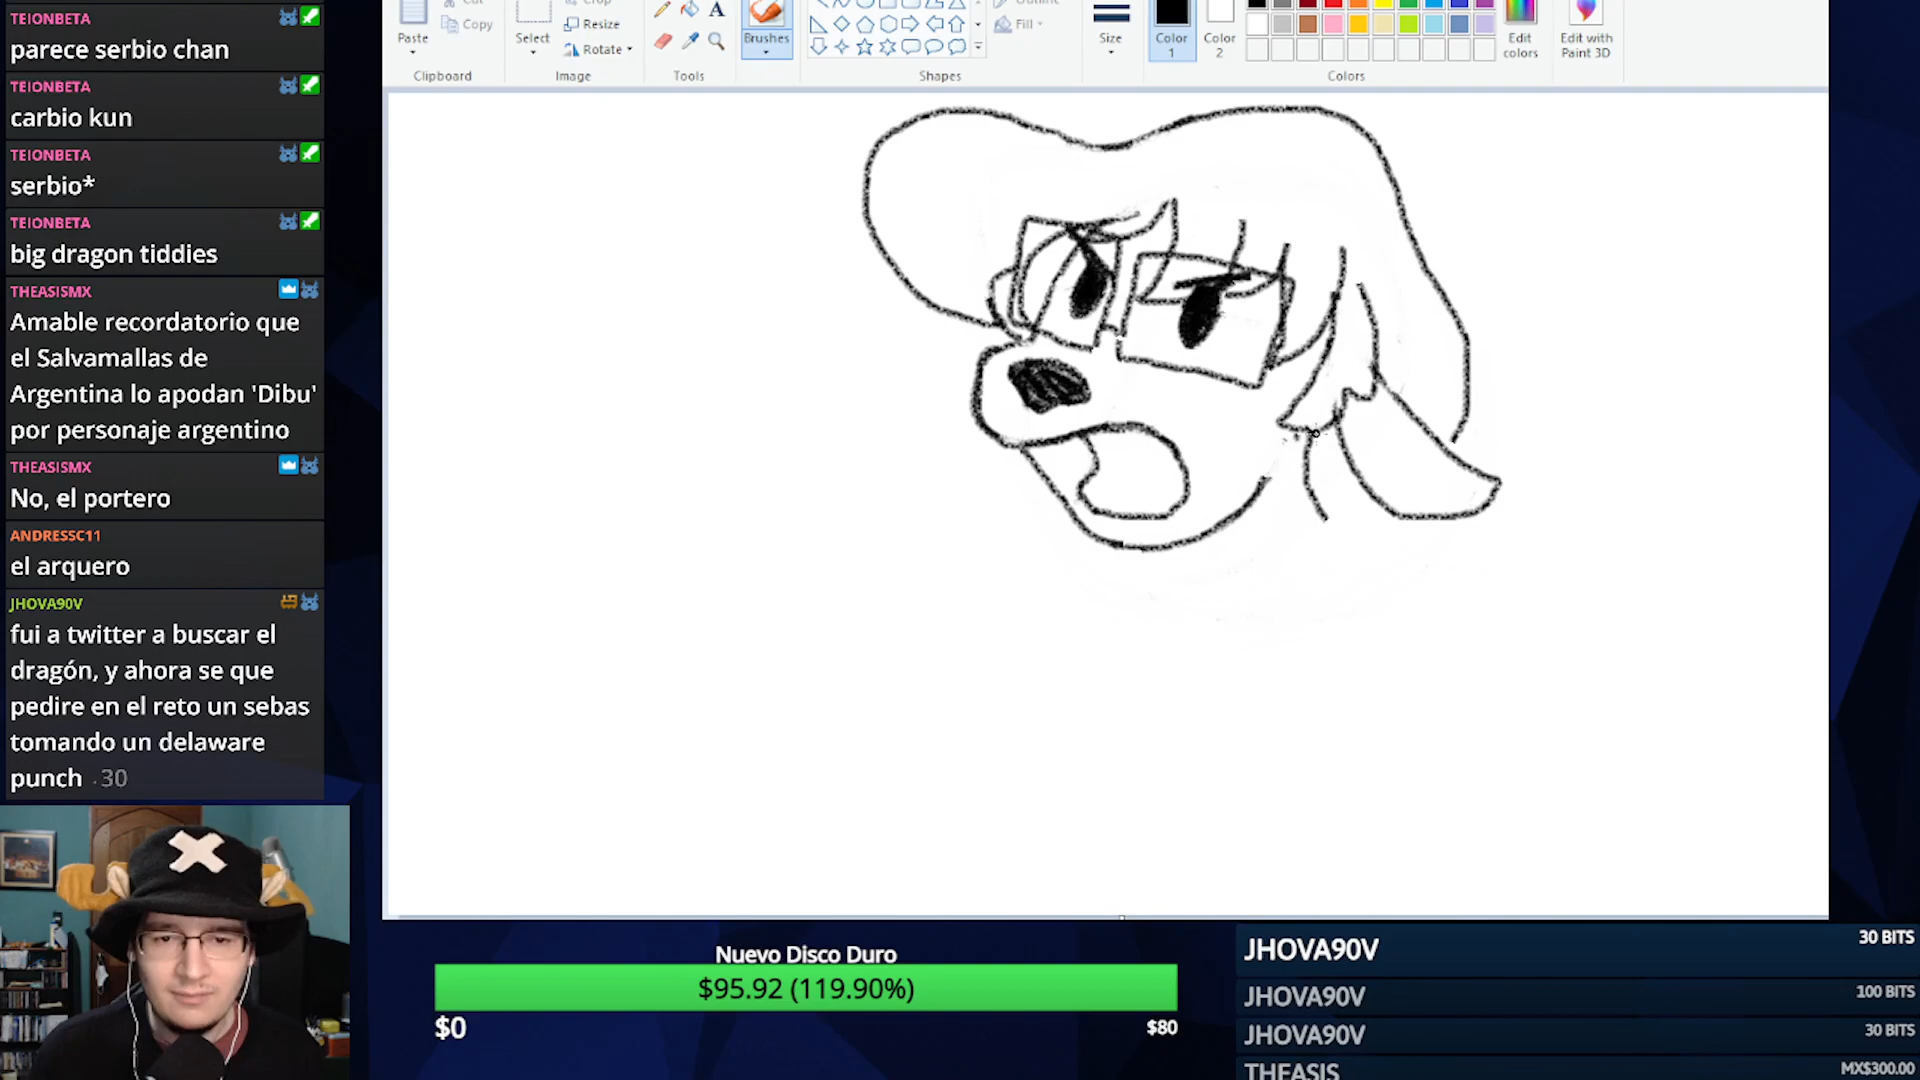 TEIONBETA
parece serbio chan
TEIONBETA
carbio kun
TEIONBETA
serbio*
TEIONBETA
big dragon tiddies
THEASISMX
Amable recordatorio que
el Salvamallas de
Argentina lo apodan 'Dibu'
por personaje argentino
THEASISMX
No, el portero
ANDRESSC11
el arquero
JHOVA90V
fui a twitter a buscar el
dragón, y ahora se que
pedire en el reto un sebas
tomando un delaware
punch .30
Cut
Copy
Paste
Clipboard
Crop
Resize
Rotate
Select
Image
A
Tools
Brushes
Outline
Fill
Shapes
Size
Color
1
Color
2
Edit
colors
Edit with
Paint 3D
Colors
Nuevo Disco Duro
$95.92 (119.90%)
$0
$80
JHOVA90V
30 BITS
JHOVA90V
100 BITS
JHOVA90V
30 BITS
THEASIS
MX$300.00